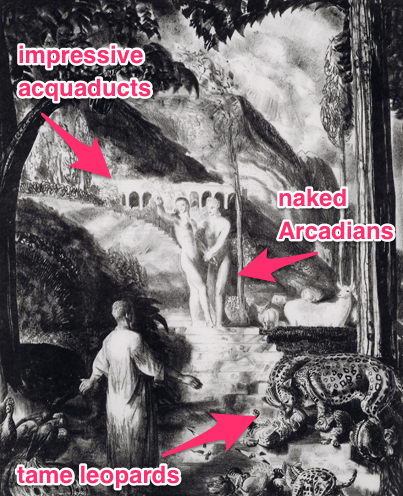 impressive
acquaducts
naked
Arcadians
tame leopards